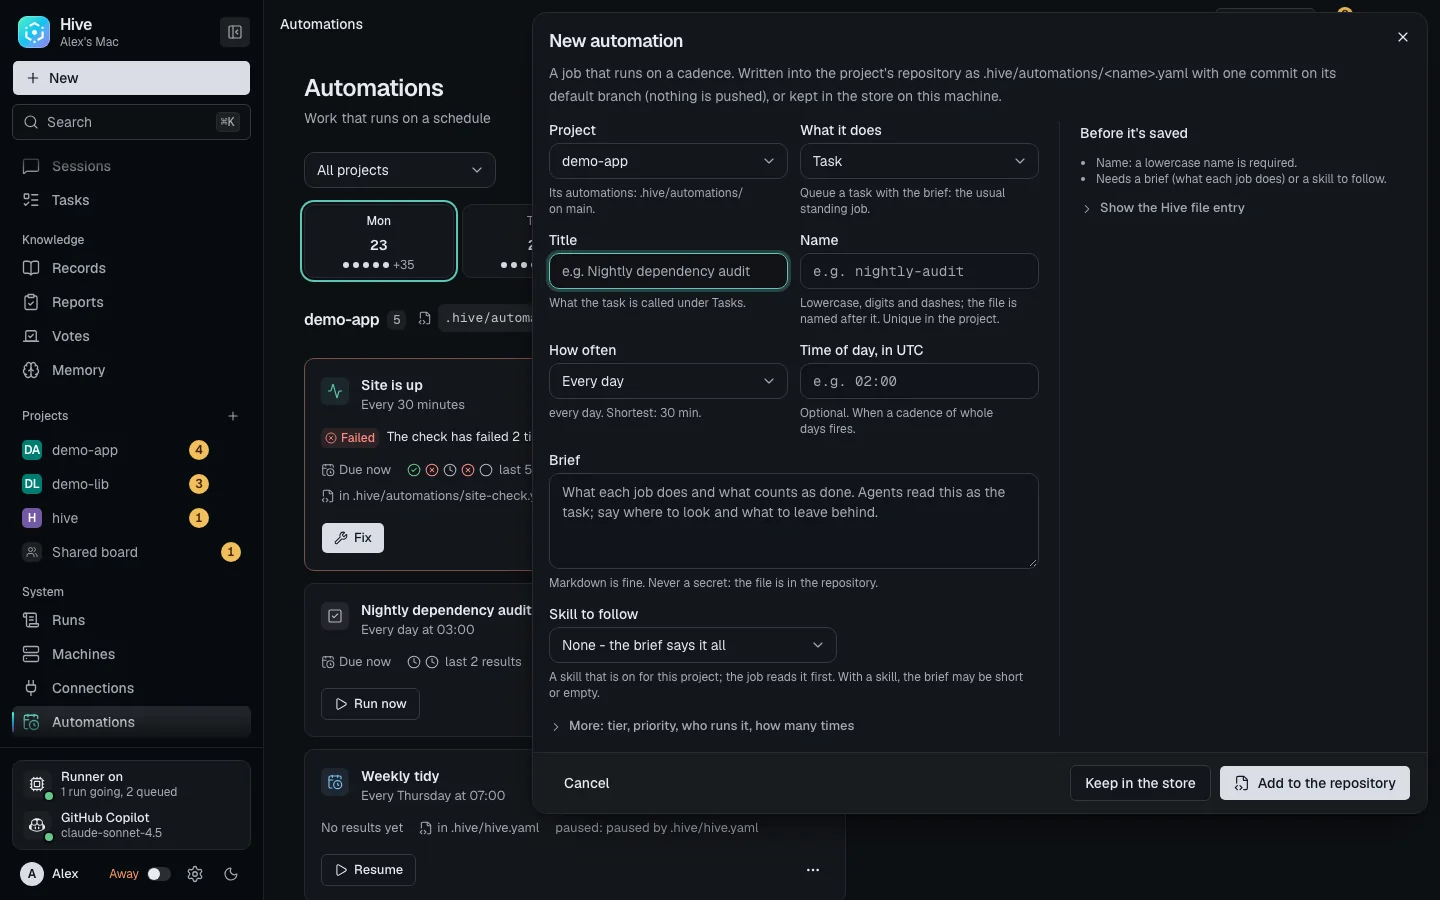 Hive
Alex's Mac
New
Search
⌘K
Sessions
Tasks
Knowledge
Records
Reports
Votes
Memory
Projects
DA demo-app 4
DL demo-lib 3
H hive 1
Shared board 1
System
Runs
Machines
Connections
Automations
Runner on
1 run going, 2 queued
GitHub Copilot
claude-sonnet-4.5
A Alex Away
Automations
Automations
Work that runs on a schedule
All projects
Mon
23
+35
demo-app 5
Site is up
Every 30 minutes
Failed
Due now
in .hive/automations/site-check.
Fix
Nightly dependency audit
Every day at 03:00
Due now last 2 results
Run now
Weekly tidy
Every Thursday at 07:00
No results yet in .hive/hive.yaml paused: paused by .hive/hive.yaml
Resume
New automation
A job that runs on a cadence. Written into the project's repository as .hive/automations/<name>.yaml with one commit on its
default branch (nothing is pushed), or kept in the store on this machine.
Project
demo-app
Its automations: .hive/automations/
on main.
What it does
Task
Queue a task with the brief: the usual
standing job.
Title
e.g. Nightly dependency audit
What the task is called under Tasks.
Name
e.g. nightly-audit
Lowercase, digits and dashes; the file is
named after it. Unique in the project.
How often
Every day
every day. Shortest: 30 min.
Time of day, in UTC
e.g. 02:00
Optional. When a cadence of whole
days fires.
Brief
What each job does and what counts as done. Agents read this as the
task; say where to look and what to leave behind.
Markdown is fine. Never a secret: the file is in the repository.
Skill to follow
None - the brief says it all
A skill that is on for this project; the job reads it first. With a skill, the brief may be short
or empty.
More: tier, priority, who runs it, how many times
Before it's saved
• Name: a lowercase name is required.
• Needs a brief (what each job does) or a skill to follow.
Show the Hive file entry
Cancel
Keep in the store
Add to the repository